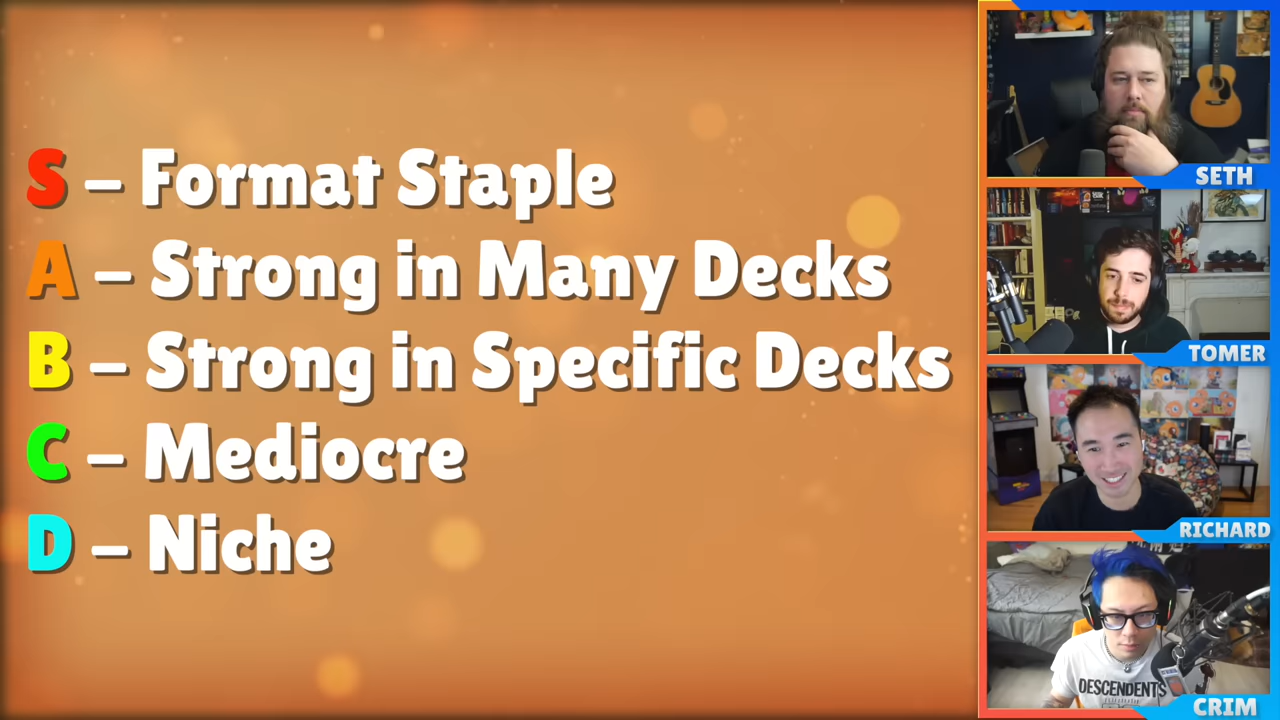 S – Format Staple
A – Strong in Many Decks
B – Strong in Specific Decks
C – Mediocre
D – Niche
SETH
TOMER
RICHARD
DESCENDENTS
CRIM